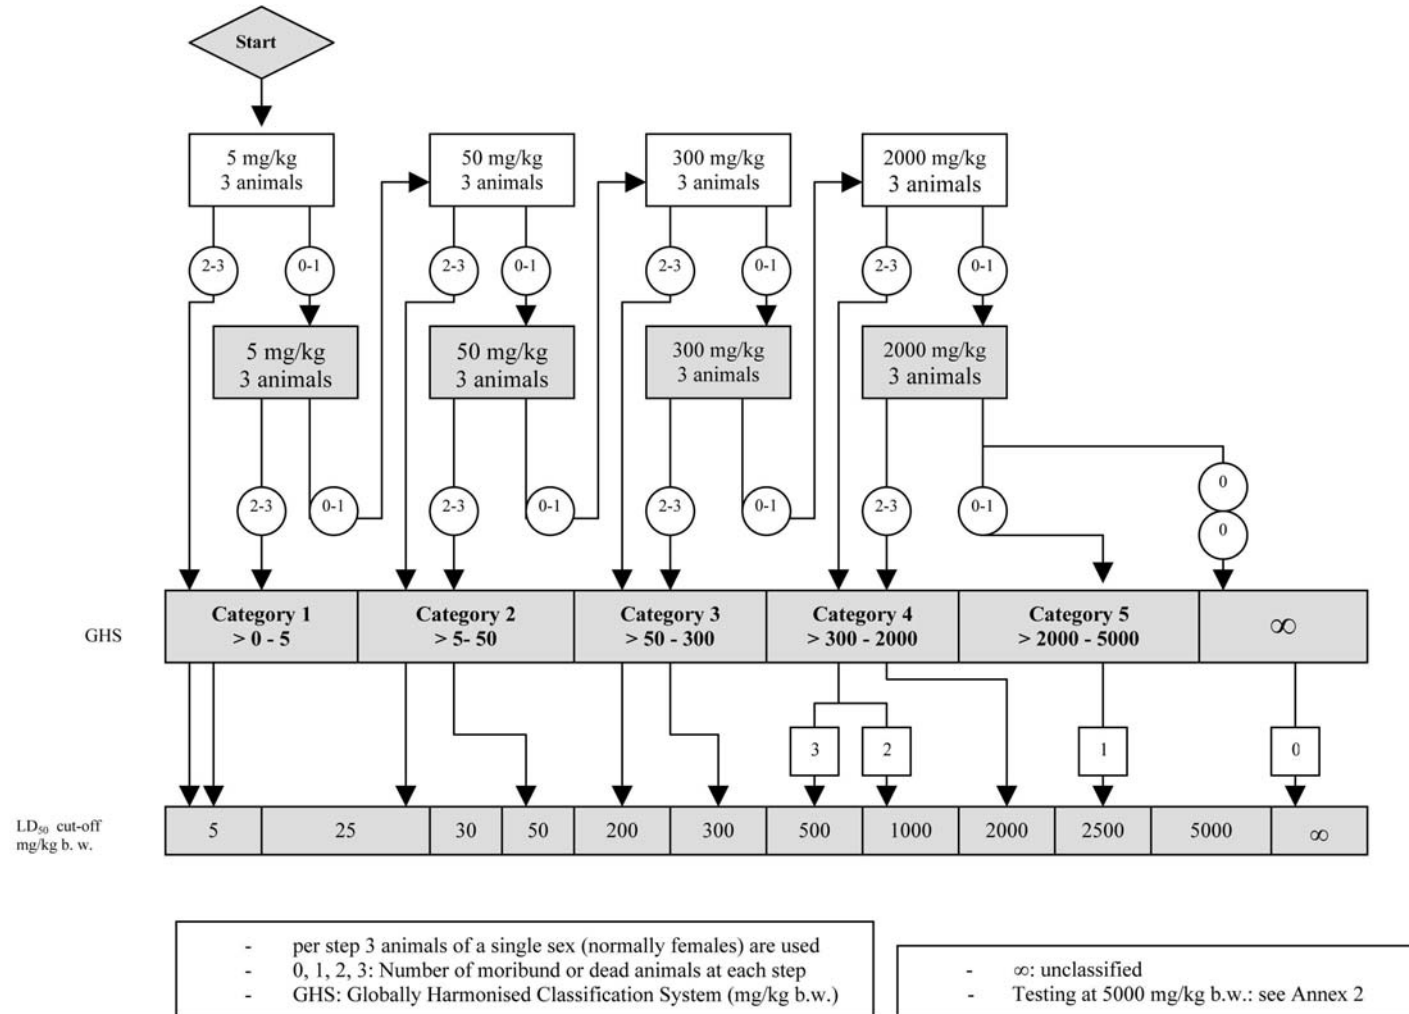 Start
5 mg/kg
3 animals
50 mg/kg
3 animals
300 mg/kg
3 animals
2000 mg/kg
3 animals
2-3
0-1
2-3
0-1
2-3
0-1
2-3
0-1
5 mg/kg
3 animals
50 mg/kg
3 animals
300 mg/kg
3 animals
2000 mg/kg
3 animals
2-3
0-1
2-3
0-1
2-3
0-1
2-3
0-1
0
0
GHS
Category 1
> 0 - 5
Category 2
> 5- 50
Category 3
> 50 - 300
Category 4
> 300 - 2000
Category 5
> 2000 - 5000
∞
3
2
1
0
LD₅₀ cut-off
mg/kg b. w.
5
25
30
50
200
300
500
1000
2000
2500
5000
∞
- per step 3 animals of a single sex (normally females) are used
- 0, 1, 2, 3: Number of moribund or dead animals at each step
- GHS: Globally Harmonised Classification System (mg/kg b.w.)
- ∞: unclassified
- Testing at 5000 mg/kg b.w.: see Annex 2